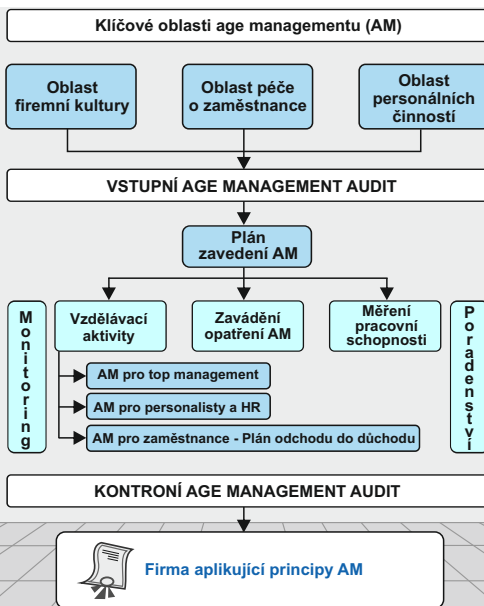 Klíčové oblasti age managementu (AM)
Oblast
firemní kultury
Oblast péče
o zaměstnance
Oblast
personálních
činností
VSTUPNÍ AGE MANAGEMENT AUDIT
Plán
zavedení AM
Monitoring
Vzdělávací
aktivity
Zavádění
opatření AM
Měření
pracovní
schopnosti
Poradenství
AM pro top management
AM pro personalisty a HR
AM pro zaměstnance - Plán odchodu do důchodu
KONTRONÍ AGE MANAGEMENT AUDIT
Firma aplikující principy AM